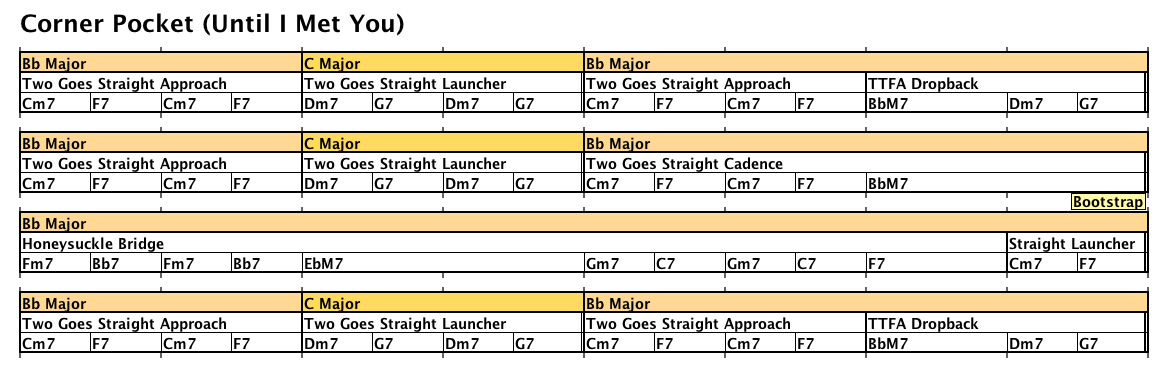 Corner Pocket (Until I Met You)
Bb Major C Major Bb Major
Two Goes Straight Approach Two Goes Straight Launcher Two Goes Straight Approach TTFA Dropback
Cm7 F7 Cm7 F7 Dm7 G7 Dm7 G7 Cm7 F7 Cm7 F7 BbM7 Dm7 G7
Bb Major C Major Bb Major
Two Goes Straight Approach Two Goes Straight Launcher Two Goes Straight Cadence
Cm7 F7 Cm7 F7 Dm7 G7 Dm7 G7 Cm7 F7 Cm7 F7 BbM7
Bootstrap
Bb Major
Honeysuckle Bridge Straight Launcher
Fm7 Bb7 Fm7 Bb7 EbM7 Gm7 C7 Gm7 C7 F7 Cm7 F7
Bb Major C Major Bb Major
Two Goes Straight Approach Two Goes Straight Launcher Two Goes Straight Approach TTFA Dropback
Cm7 F7 Cm7 F7 Dm7 G7 Dm7 G7 Cm7 F7 Cm7 F7 BbM7 Dm7 G7